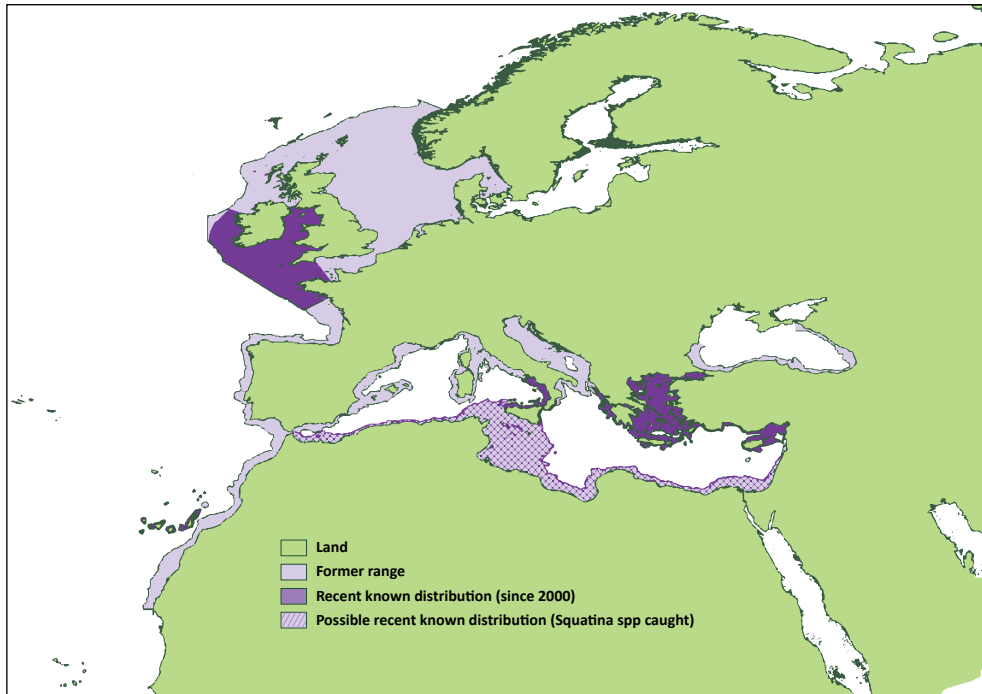 Land
Former range
Recent known distribution (since 2000)
Possible recent known distribution (Squatina spp caught)